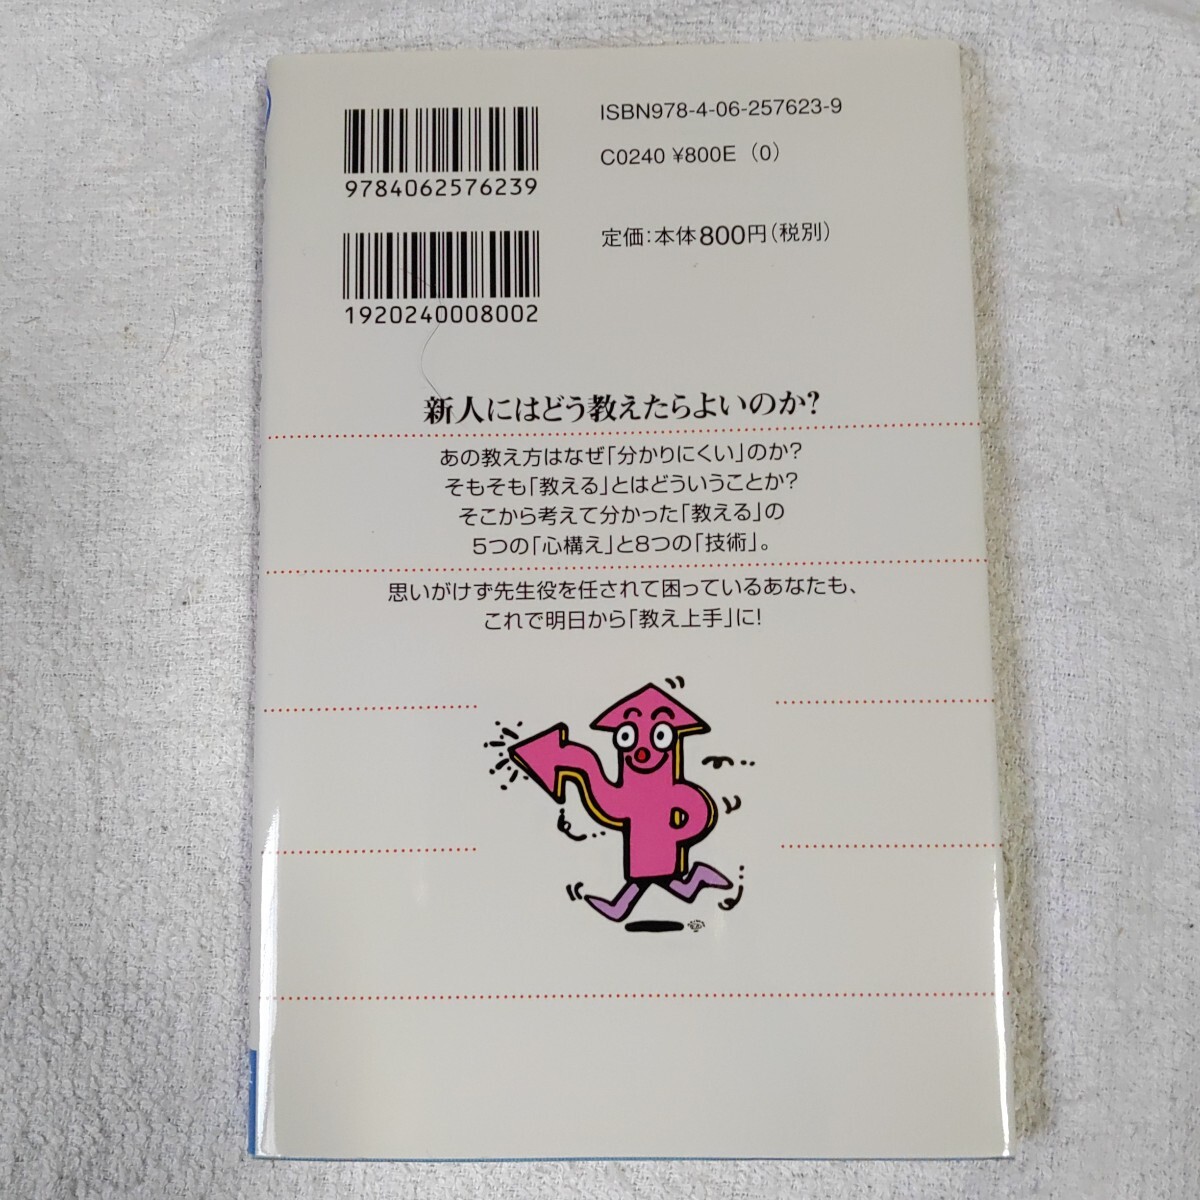 ISBN978-4-06-257623-9
C0240 ¥800E (0)
9784062576239
定価:本体800円(税別)
1920240008002
新人にはどう教えたらよいのか?
あの教え方はなぜ「分かりにくい」のか?
そもそも「教える」とはどういうことか?
そこから考えて分かった「教える」の
5つの「心構え」と8つの「技術」。
思いがけず先生役を任されて困っているあなたも、
これで明日から「教え上手」に!